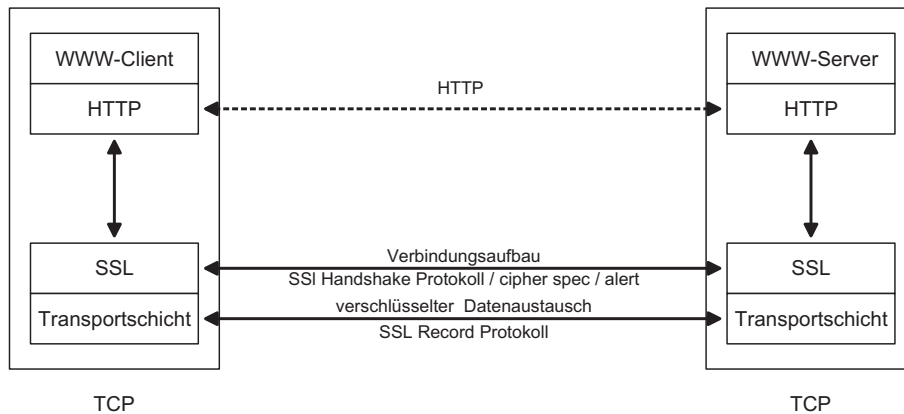 WWW-Client
WWW-Server
HTTP
HTTP
HTTP
Verbindungsaufbau
SSL
SSl Handshake Protokoll / cipher spec / alert
SSL
verschlüsselter Datenaustausch
Transportschicht
SSL Record Protokoll
Transportschicht
TCP
TCP